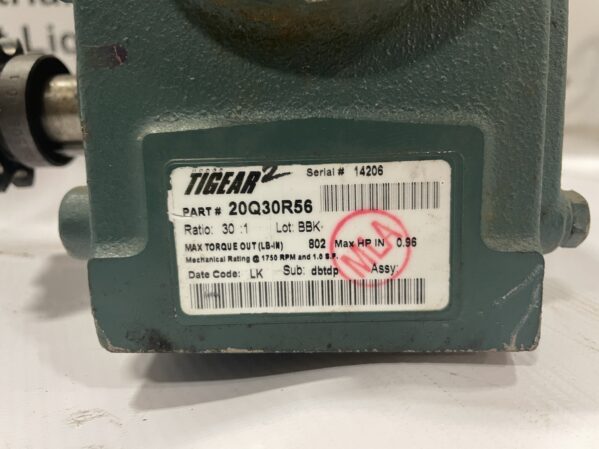 TIGEAR 2
Serial # 14206
PART # 20Q30R56
Ratio: 30 :1 Lot: BBK
MAX TORQUE OUT (LB-IN) 802 Max HP IN 0.96
Mechanical Rating @ 1750 RPM and 1.0 S.F.
Date Code: LK Sub: dbtdp Assy:
MLA